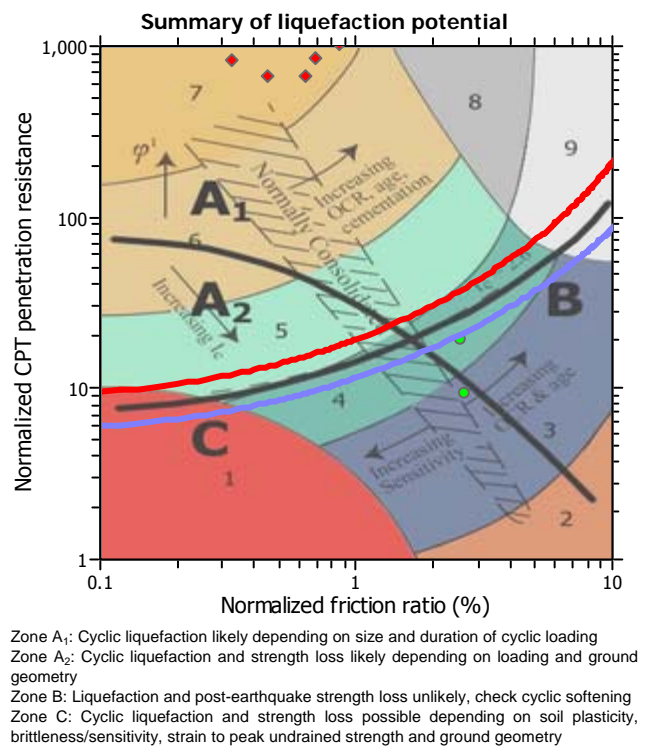 Summary of liquefaction potential
Normalized CPT penetration resistance
1,000
100
10
1
7
8
9
φ'
A1
Increasing
OCR, age,
cementation
Normally Consolidated
6
A2
Increasing Ic
5
B
4
C
1
Increasing
OCR & age
Increasing
Sensitivity
3
2
0.1
1
10
Normalized friction ratio (%)
Zone A1: Cyclic liquefaction likely depending on size and duration of cyclic loading
Zone A2: Cyclic liquefaction and strength loss likely depending on loading and ground
geometry
Zone B: Liquefaction and post-earthquake strength loss unlikely, check cyclic softening
Zone C: Cyclic liquefaction and strength loss possible depending on soil plasticity,
brittleness/sensitivity, strain to peak undrained strength and ground geometry